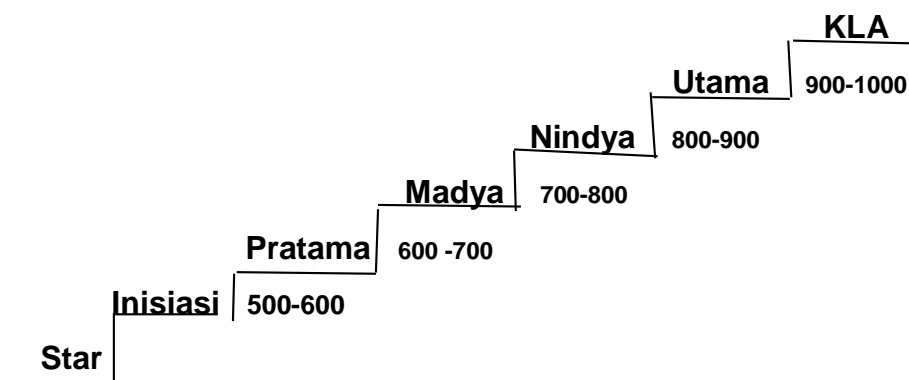 KLA
Utama 900-1000
Nindya 800-900
Madya 700-800
Pratama 600 -700
Inisiasi 500-600
Star